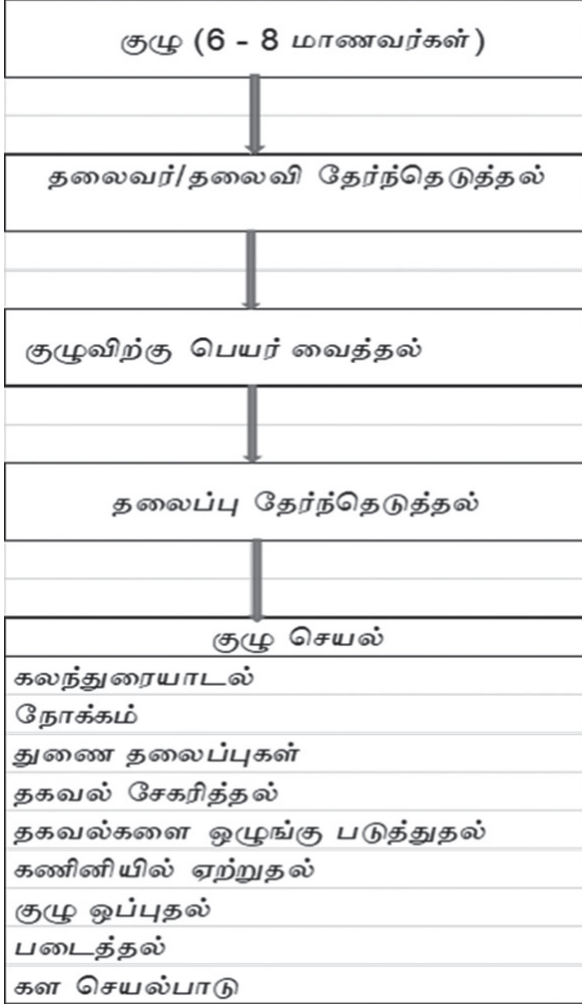 குழு (6 - 8 மாணவர்கள்)
தலைவர்/தலைவி தேர்ந்தெடுத்தல்
குழுவிற்கு பெயர் வைத்தல்
தலைப்பு தேர்ந்தெடுத்தல்
குழு செயல்
கலந்துரையாடல்
நோக்கம்
துணை தலைப்புகள்
தகவல் சேகரித்தல்
தகவல்களை ஒழுங்கு படுத்துதல்
கணினியில் ஏற்றுதல்
குழு ஒப்புதல்
படைத்தல்
கள செயல்பாடு